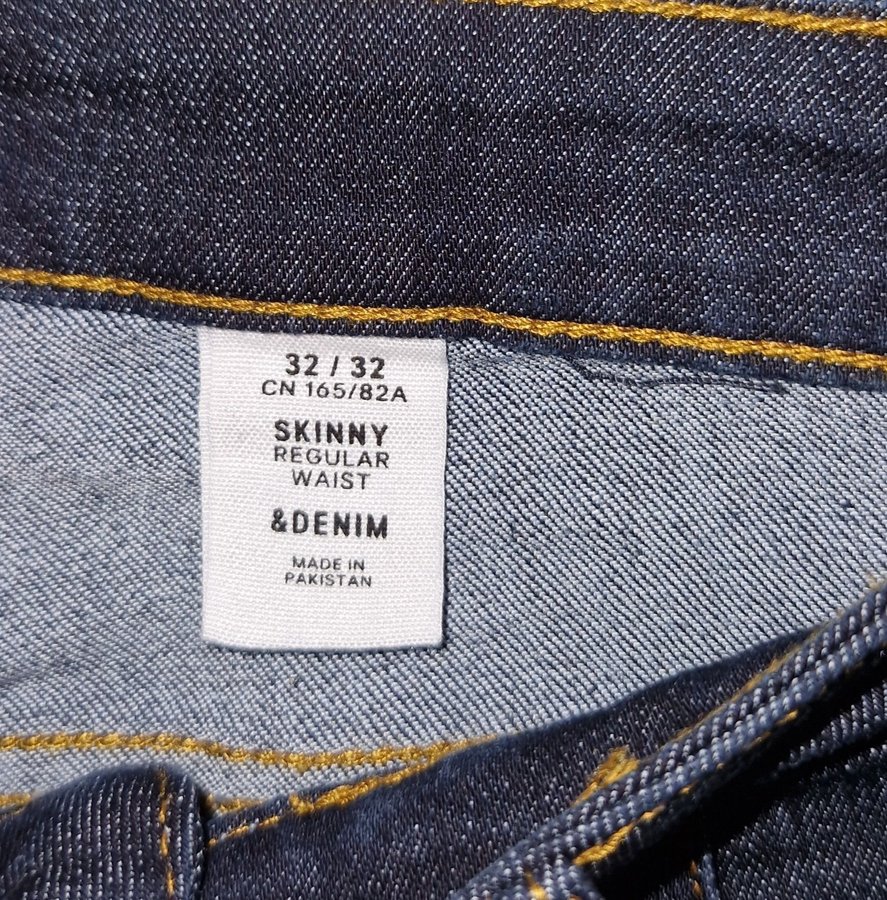 32 / 32
CN 165/82A
SKINNY
REGULAR
WAIST
&DENIM
MADE IN
PAKISTAN